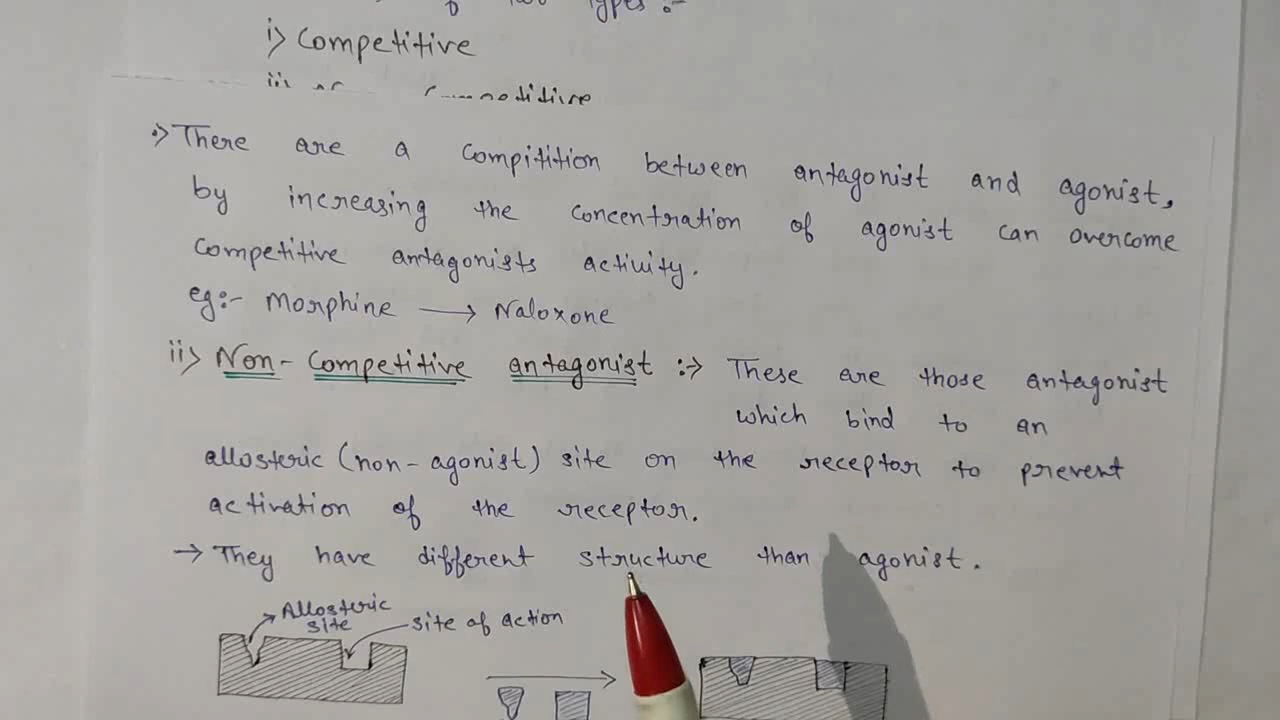 types :-
i> Competitive
There are a compitition between antagonist and agonist,
by increasing the concentration of agonist can overcome
Competitive antagonists activity.
eg:- Morphine → Naloxone
ii> Non-Competitive antagonist :→ These are those antagonist
which bind to an
allosteric (non-agonist) site on the receptor to prevent
activation of the receptor.
→ They have different structure than agonist.
Allosteric
site
site of action